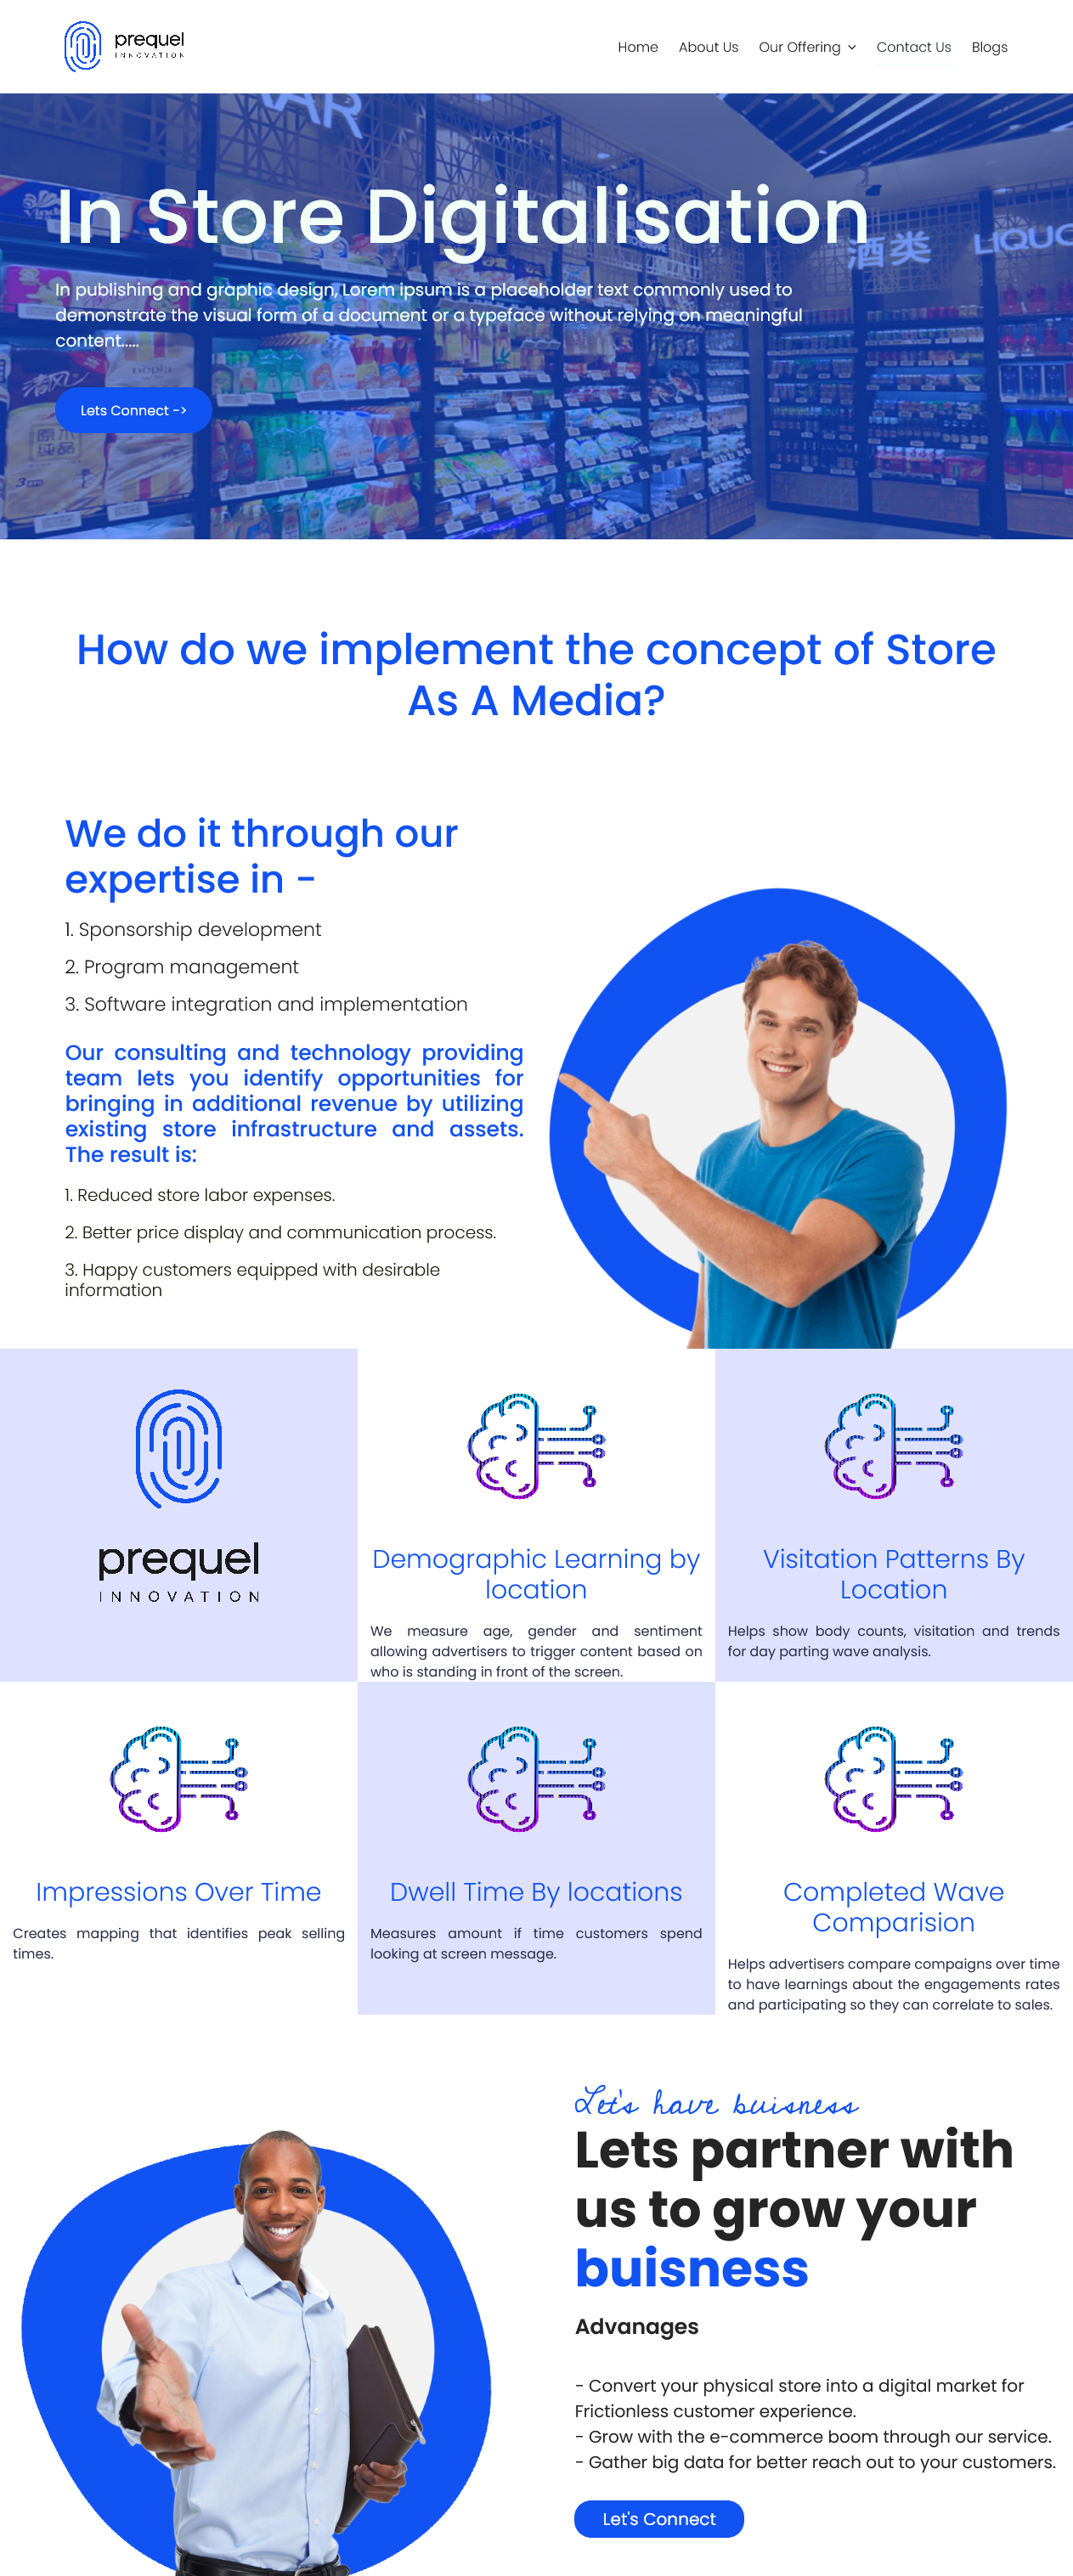 prequel
INNOVATION
Home About Us Our Offering Contact Us Blogs
AR
In Store Digitalisation
酒类 LIQUO
In publishing and graphic design, Lorem ipsum is a placeholder text commonly used to
demonstrate the visual form of a document or a typeface without relying on meaningful
content.....
nepia
清风
Lets Connect ->
How do we implement the concept of Store
As A Media?
We do it through our
expertise in -
1. Sponsorship development
2. Program management
3. Software integration and implementation
Our consulting and technology providing
team lets you identify opportunities for
bringing in additional revenue by utilizing
existing store infrastructure and assets.
The result is:
1. Reduced store labor expenses.
2. Better price display and communication process.
3. Happy customers equipped with desirable
information
prequel
INNOVATION
Demographic Learning by
location
We measure age, gender and sentiment
allowing advertisers to trigger content based on
who is standing in front of the screen.
Visitation Patterns By
Location
Helps show body counts, visitation and trends
for day parting wave analysis.
Impressions Over Time
Creates mapping that identifies peak selling
times.
Dwell Time By locations
Measures amount if time customers spend
looking at screen message.
Completed Wave
Comparision
Helps advertisers compare compaigns over time
to have learnings about the engagements rates
and participating so they can correlate to sales.
Let's have buisness
Lets partner with
us to grow your
buisness
Advanages
- Convert your physical store into a digital market for
Frictionless customer experience.
- Grow with the e-commerce boom through our service.
- Gather big data for better reach out to your customers.
Let's Connect